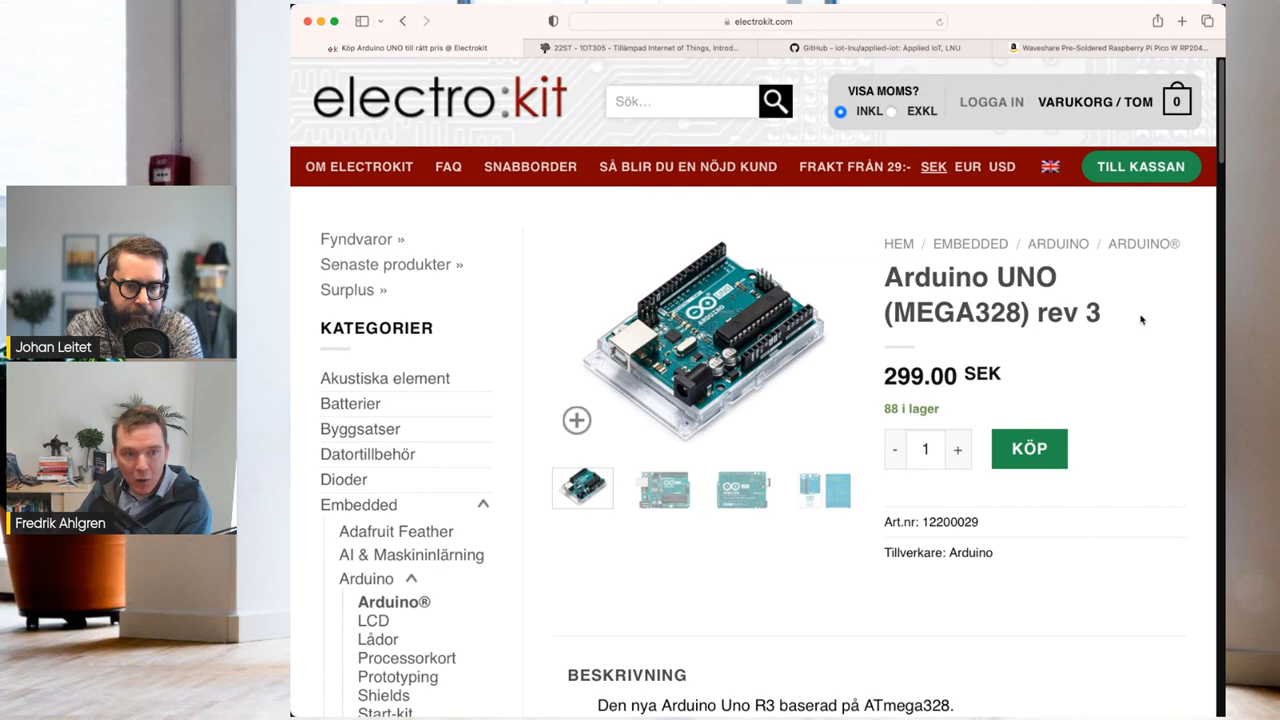 electrokit.com
Köp Arduino UNO till rätt pris @ Electrokit
22ST - 1DT305 - Tillämpad Internet of Things, Introd...
GitHub - iot-lnu/applied-iot: Applied IoT, LNU
Waveshare Pre-Soldered Raspberry Pi Pico W RP204...
electro:kit
Sök...
VISA MOMS?
INKL EXKL
LOGGA IN
VARUKORG / TOM
0
OM ELECTROKIT
FAQ
SNABBORDER
SÅ BLIR DU EN NÖJD KUND
FRAKT FRÅN 29:-
SEK EUR USD
TILL KASSAN
Fyndvaror »
Senaste produkter »
Surplus »
KATEGORIER
Akustiska element
Batterier
Byggsatser
Datortillbehör
Dioder
Embedded
Adafruit Feather
AI & Maskininlärning
Arduino
Arduino®
LCD
Lådor
Processorkort
Prototyping
Shields
Start-kit
HEM / EMBEDDED / ARDUINO / ARDUINO®
Arduino UNO
(MEGA328) rev 3
299.00 SEK
88 i lager
- 1 +
KÖP
Art.nr: 12200029
Tillverkare: Arduino
BESKRIVNING
Den nya Arduino Uno R3 baserad på ATmega328.
UNO
ARDUINO
Johan Leitet
Fredrik Ahlgren